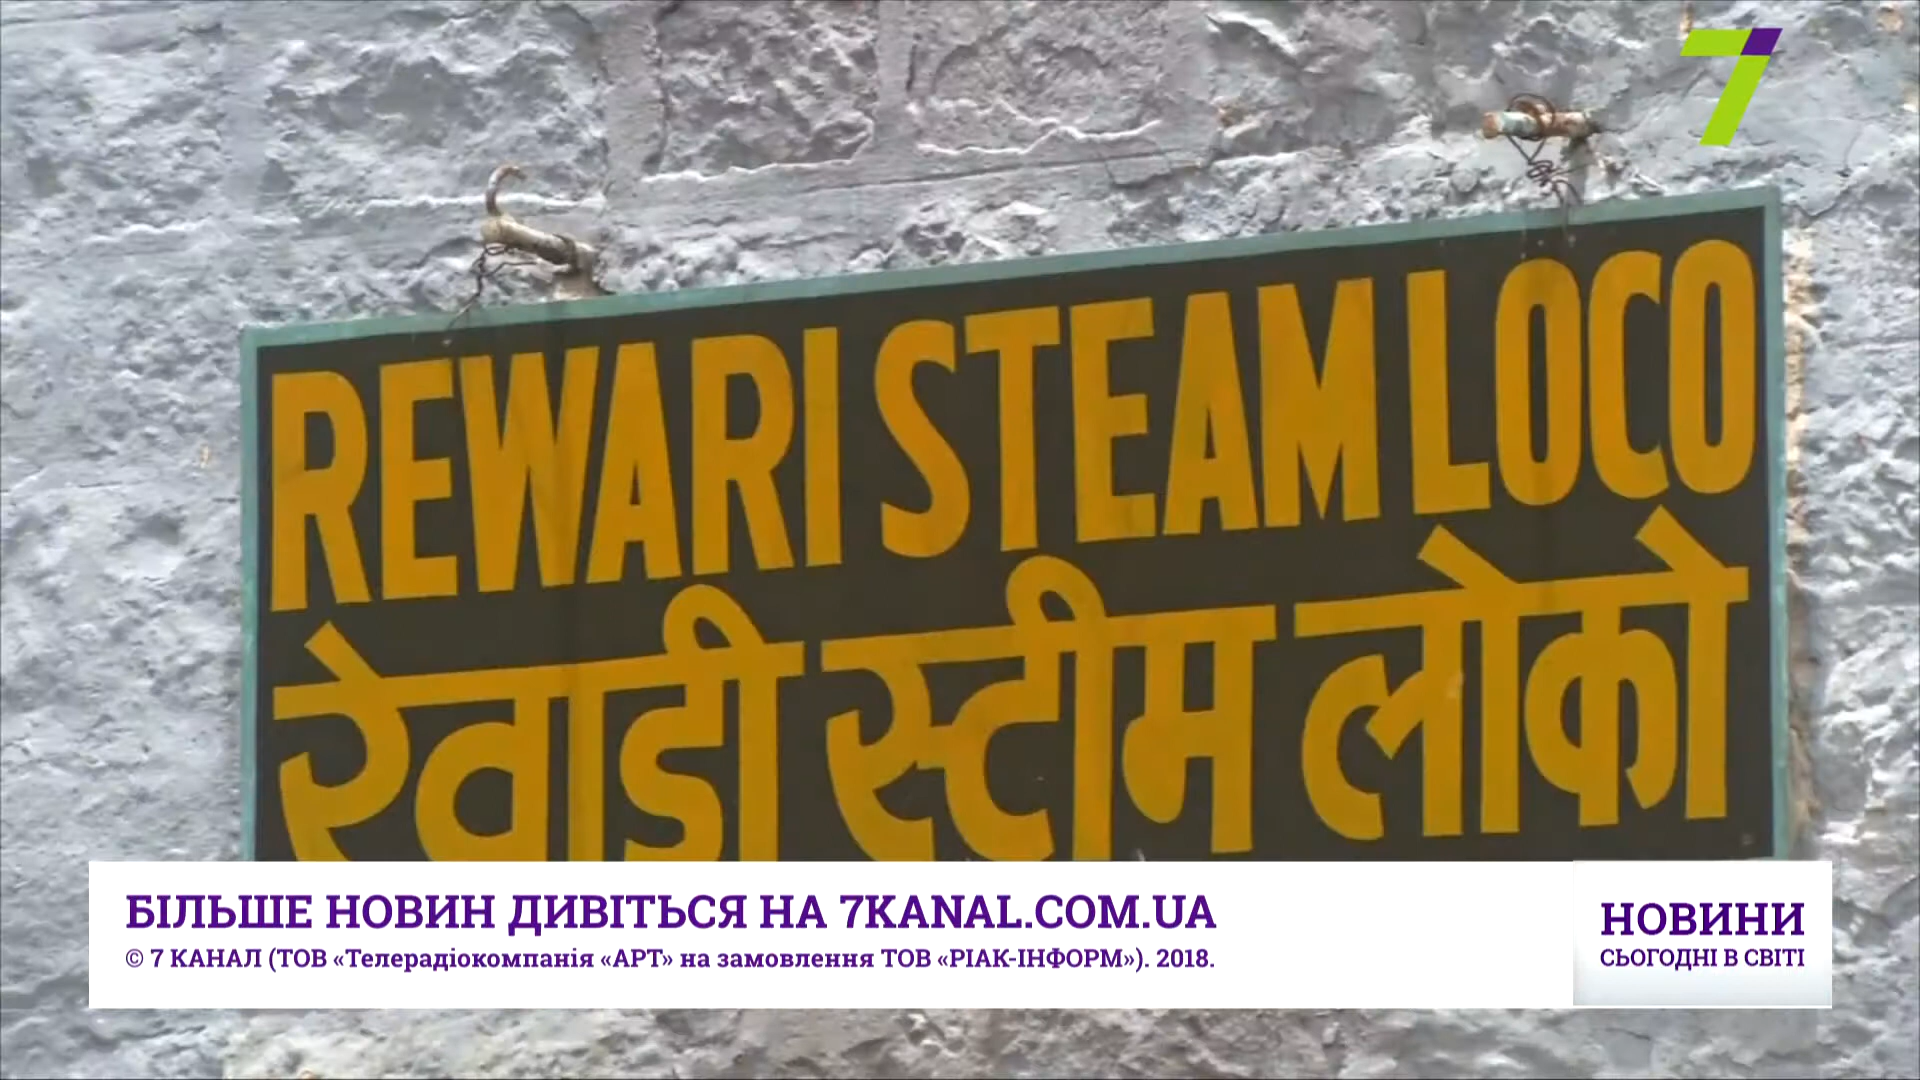 7
REWARI STEAM LOCO
रेवाडी स्टीम लोको
БІЛЬШЕ НОВИН ДИВІТЬСЯ НА 7KANAL.COM.UA
© 7 КАНАЛ (ТОВ «Телерадіокомпанія «АРТ» на замовлення ТОВ «РІАК-ІНФОРМ»). 2018.
НОВИНИ
СЬОГОДНІ В СВІТІ